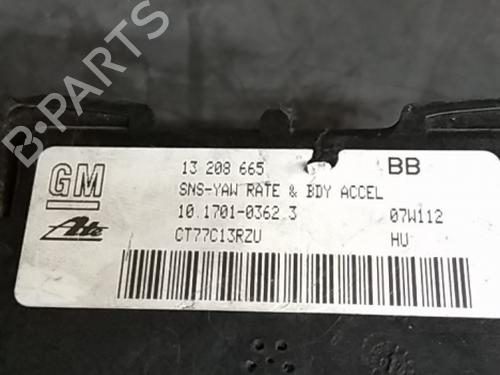 B-PARTS
GM
13 208 665
BB
SNS-YAW RATE & BDY ACCEL
10.1701-0362.3
07W112
Ate
CT77C13RZU
HU